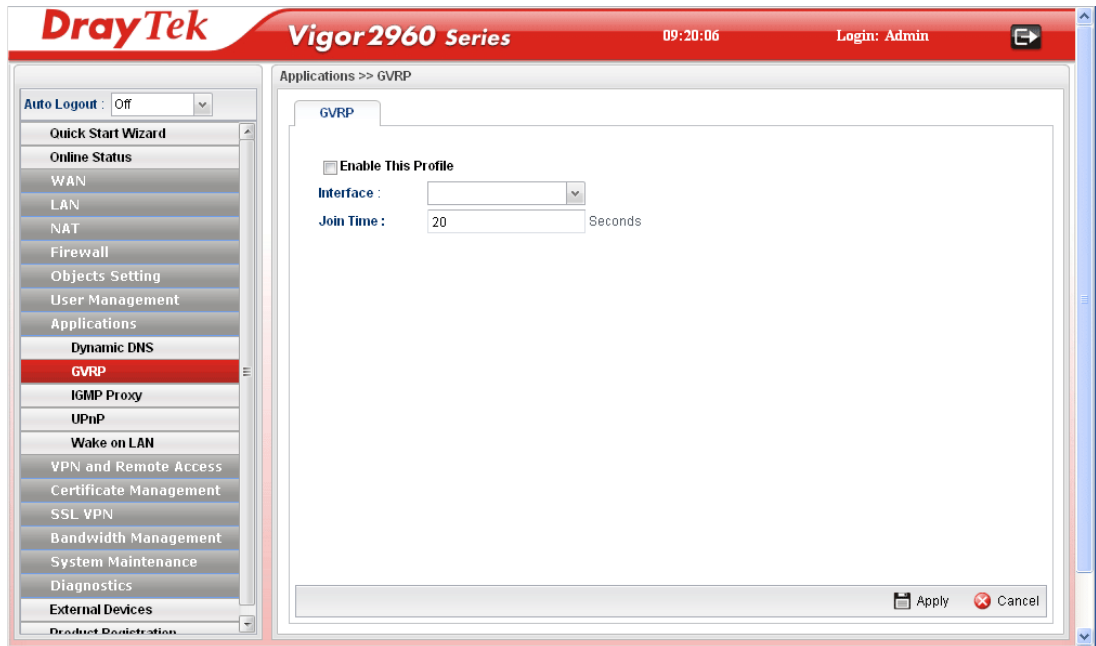 DrayTek
Vigor2960 Series
09:20:06
Login: Admin
Auto Logout : Off
Quick Start Wizard
Online Status
WAN
LAN
NAT
Firewall
Objects Setting
User Management
Applications
Dynamic DNS
GVRP
IGMP Proxy
UPnP
Wake on LAN
VPN and Remote Access
Certificate Management
SSL VPN
Bandwidth Management
System Maintenance
Diagnostics
External Devices
Product Registration
Applications >> GVRP
GVRP
Enable This Profile
Interface :
Join Time : 20 Seconds
Apply Cancel